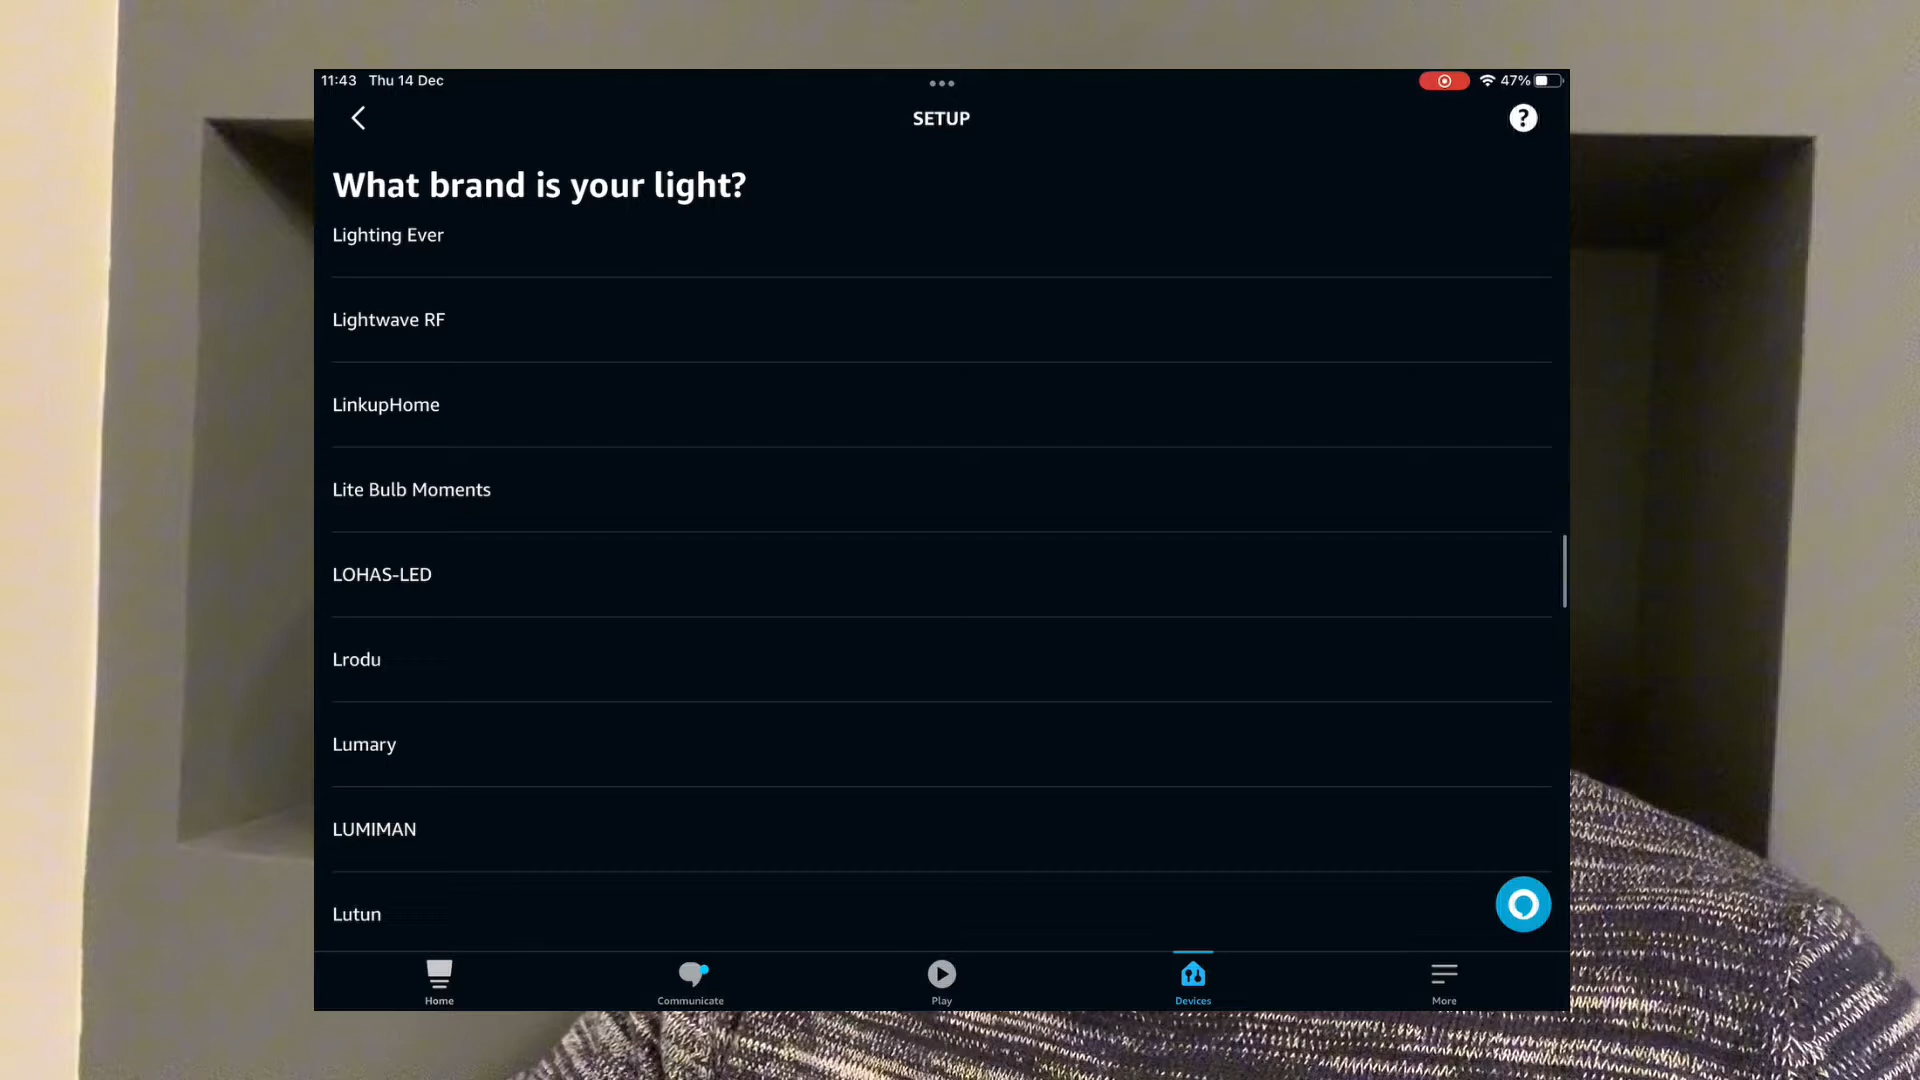 11:43 Thu 14 Dec
47%
SETUP
?
What brand is your light?
Lighting Ever
Lightwave RF
LinkupHome
Lite Bulb Moments
LOHAS-LED
Lrodu
Lumary
LUMIMAN
Lutun
Home
Communicate
Play
Devices
More